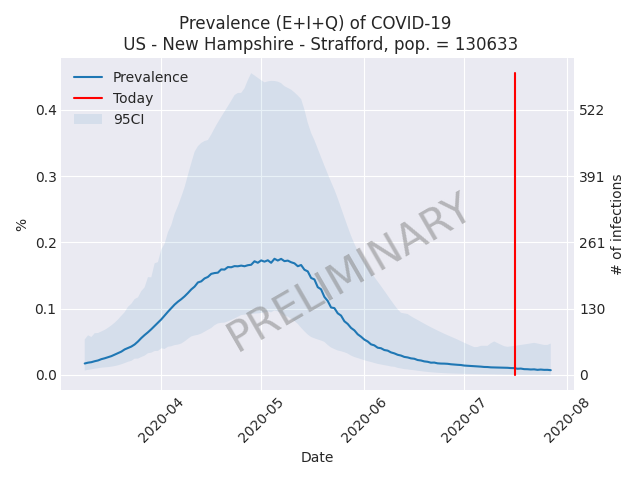 Prevalence (E+I+Q) of COVID-19
US - New Hampshire - Strafford, pop. = 130633
Prevalence
Today
95CI
0.4
0.3
0.2
0.1
0.0
%
522
391
261
130
0
# of infections
PRELIMINARY
2020-04
2020-05
2020-06
2020-07
2020-08
Date